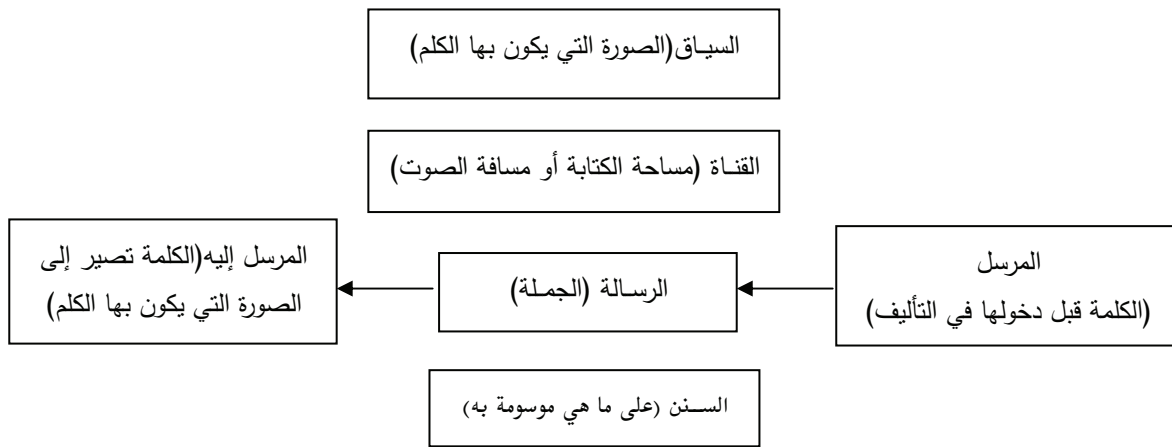 السيـاق(الصورة التي يكون بها الكلم)
القنـاة (مساحة الكتابة أو مسافة الصوت)
المرسل
(الكلمة قبل دخولها في التأليف)
الرسـالة (الجمـلة)
المرسل إليه(الكلمة تصير إلى
الصورة التي يكون بها الكلم)
الســنن (على ما هي موسومة به)